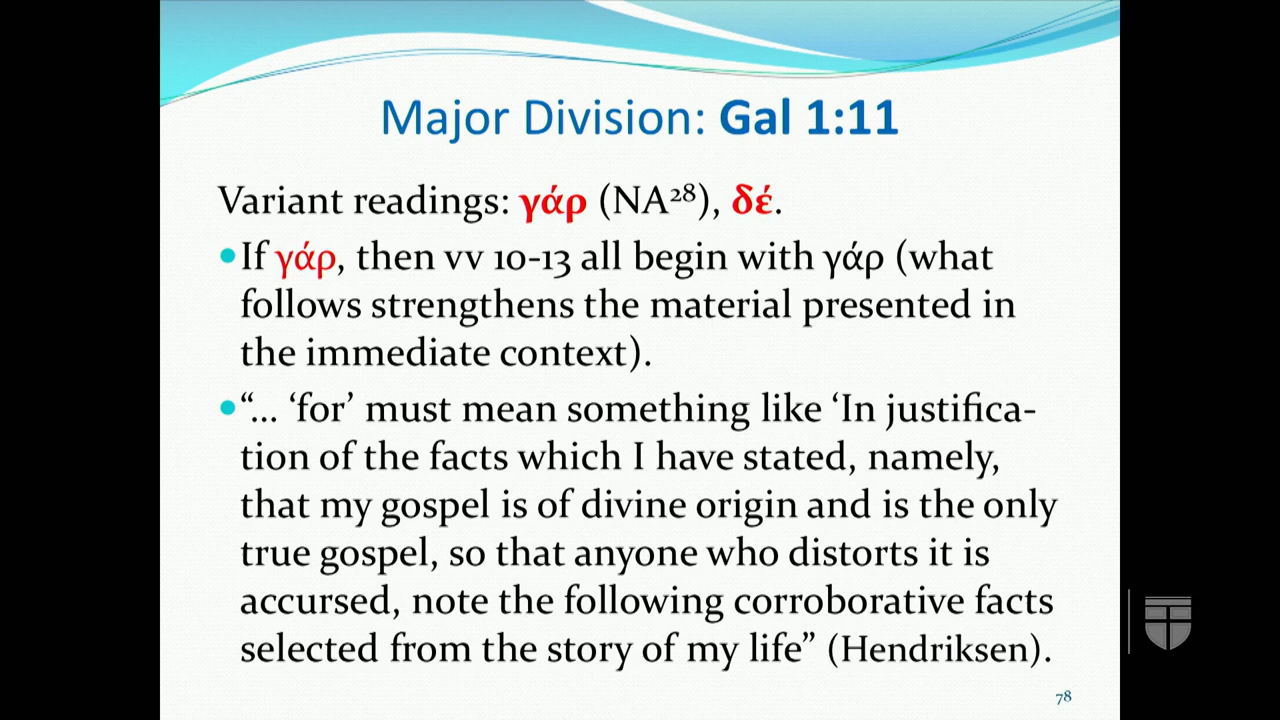 Major Division: Gal 1:11
Variant readings: γάρ (NA²⁸), δέ.
•If γάρ, then vv 10-13 all begin with γάρ (what
follows strengthens the material presented in
the immediate context).
•“... ‘for’ must mean something like ‘In justifica-
tion of the facts which I have stated, namely,
that my gospel is of divine origin and is the only
true gospel, so that anyone who distorts it is
accursed, note the following corroborative facts
selected from the story of my life” (Hendriksen).
78